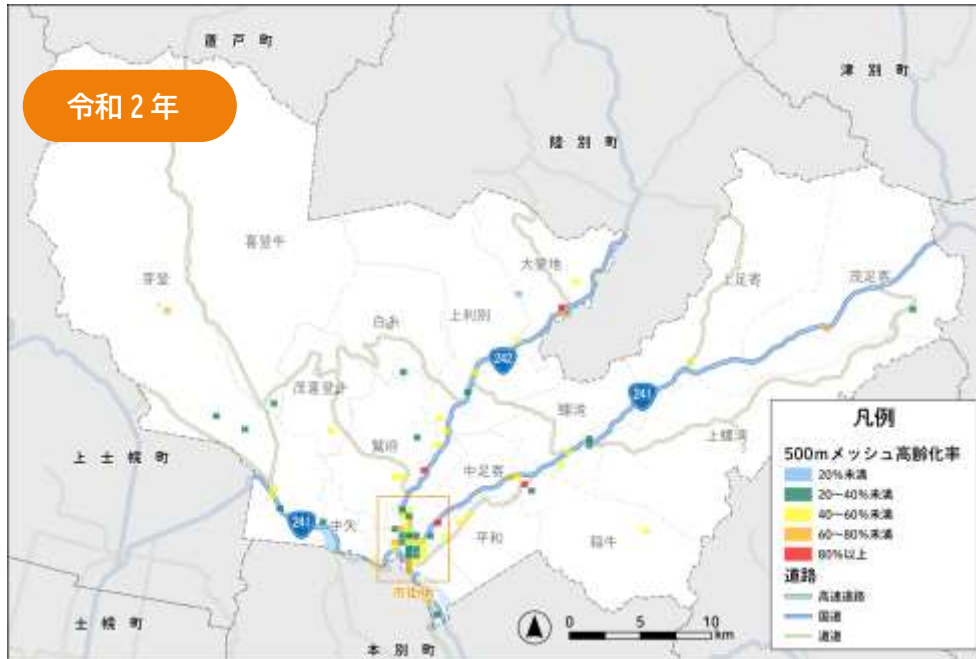 置戸町
津別町
令和2年
陸別町
喜登牛
大誉地
芽登
上足寄
茂足寄
上利別
白糸
242
241
茂喜登牛
螺湾
凡例
鷲府
上螺湾
500mメッシュ高齢化率
上士幌町
中足寄
20%未満
20~40%未満
40~60%未満
241
中矢
平和
稲牛
60~80%未満
80%以上
道路
市街地
高速道路
0 5 10
km
国道
士幌町
道道
本別町